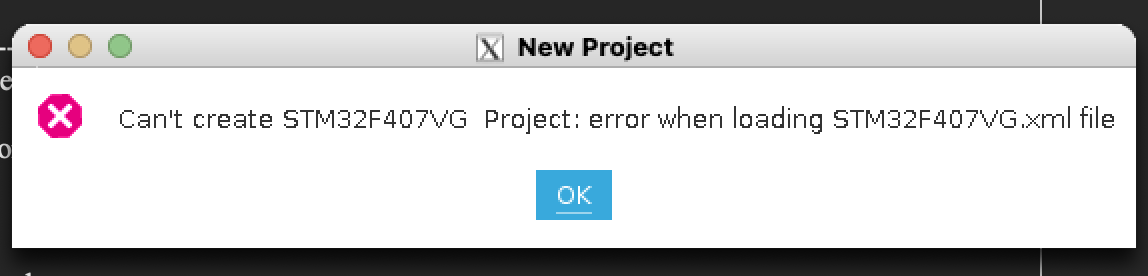 New Project
Can't create STM32F407VG  Project: error when loading STM32F407VG.xml file
OK